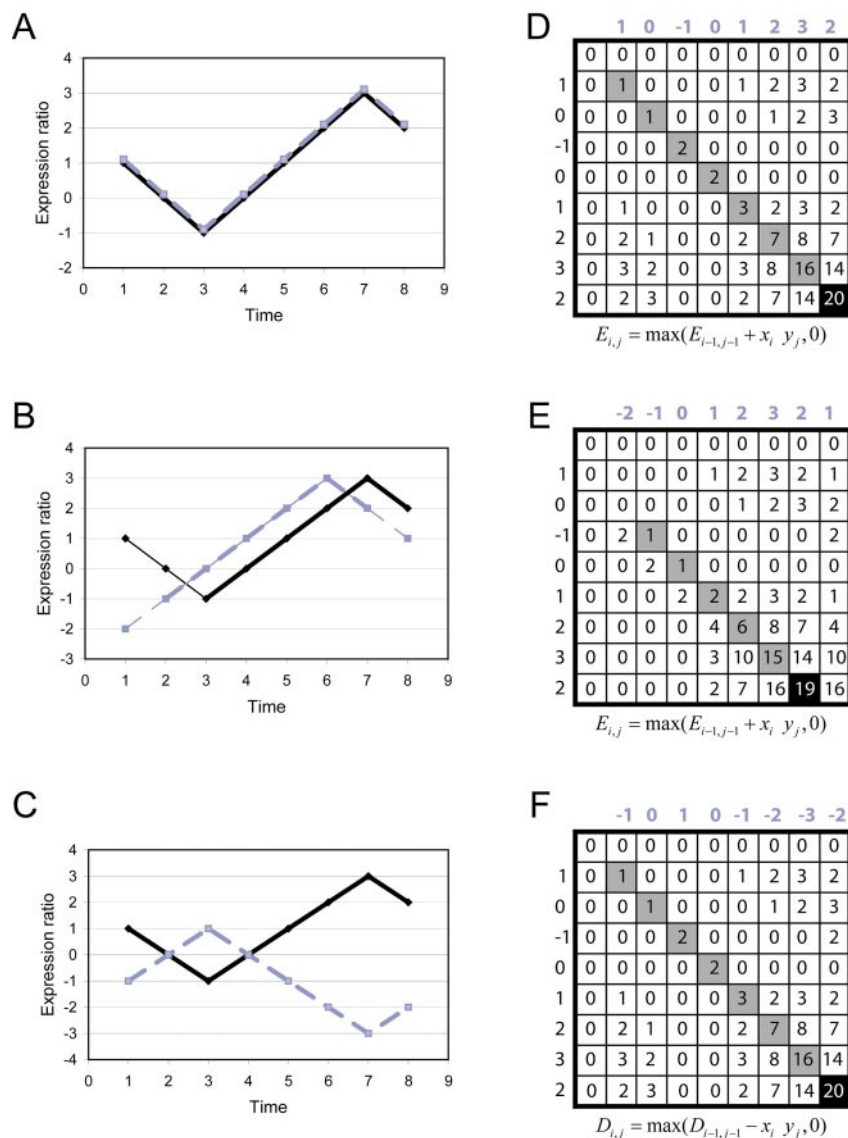 A
4
3
2
1
0
-1
-2
Expression ratio
0 1 2 3 4 5 6 7 8 9
Time
D
1 0 -1 0 1 2 3 2
0 0 0 0 0 0 0 0 0
1 0 1 0 0 0 1 2 3 2
0 0 0 1 0 0 0 1 2 3
-1 0 0 0 2 0 0 0 0 0
0 0 0 0 0 2 0 0 0 0
1 0 1 0 0 0 3 2 3 2
2 0 2 1 0 0 2 7 8 7
3 0 3 2 0 0 3 8 16 14
2 0 2 3 0 0 2 7 14 20
E_{i,j} = max(E_{i-1,j-1} + x_i y_j, 0)
B
4
3
2
1
0
-1
-2
-3
Expression ratio
0 1 2 3 4 5 6 7 8 9
Time
E
-2 -1 0 1 2 3 2 1
0 0 0 0 0 0 0 0 0
1 0 0 0 0 1 2 3 2 1
0 0 0 0 0 0 1 2 3 2
-1 0 2 1 0 0 0 0 0 2
0 0 0 2 1 0 0 0 0 0
1 0 0 0 2 2 2 3 2 1
2 0 0 0 0 4 6 8 7 4
3 0 0 0 0 3 10 15 14 10
2 0 0 0 0 2 7 16 19 16
E_{i,j} = max(E_{i-1,j-1} + x_i y_j, 0)
C
4
3
2
1
0
-1
-2
-3
-4
Expression ratio
0 1 2 3 4 5 6 7 8 9
Time
F
-1 0 1 0 -1 -2 -3 -2
0 0 0 0 0 0 0 0 0
1 0 1 0 0 0 1 2 3 2
0 0 0 1 0 0 0 1 2 3
-1 0 0 0 2 0 0 0 0 2
0 0 0 0 0 2 0 0 0 0
1 0 1 0 0 0 3 2 3 2
2 0 2 1 0 0 2 7 8 7
3 0 3 2 0 0 3 8 16 14
2 0 2 3 0 0 2 7 14 20
D_{i,j} = max(D_{i-1,j-1} - x_i y_j, 0)